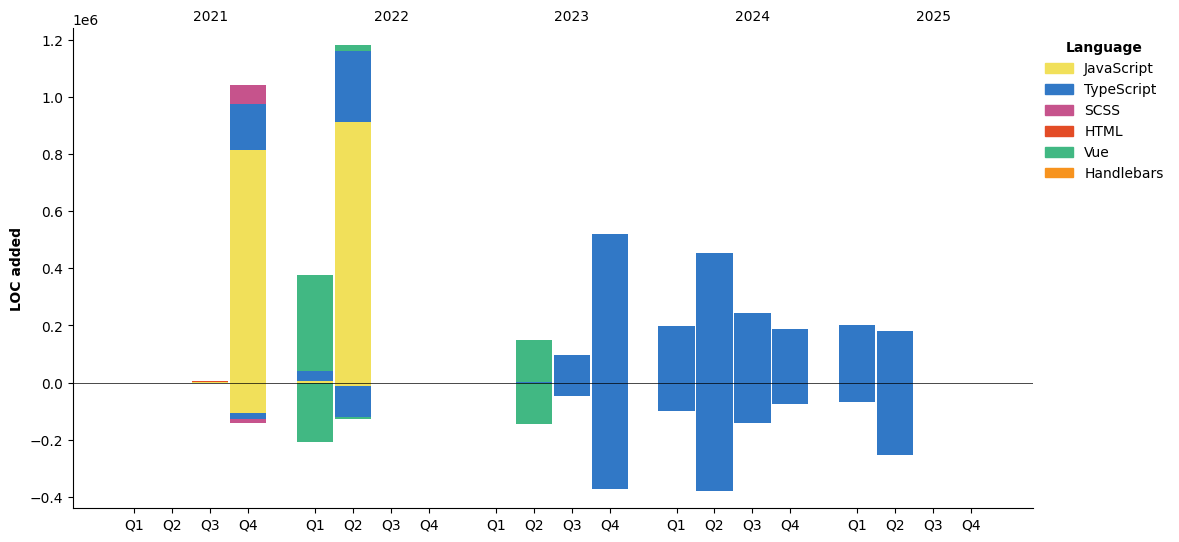 2021 2022 2023 2024 2025
1e6
1.2
1.0
0.8
0.6
0.4
0.2
0.0
−0.2
−0.4
LOC added
Q1 Q2 Q3 Q4 Q1 Q2 Q3 Q4 Q1 Q2 Q3 Q4 Q1 Q2 Q3 Q4 Q1 Q2 Q3 Q4
Language
JavaScript
TypeScript
SCSS
HTML
Vue
Handlebars